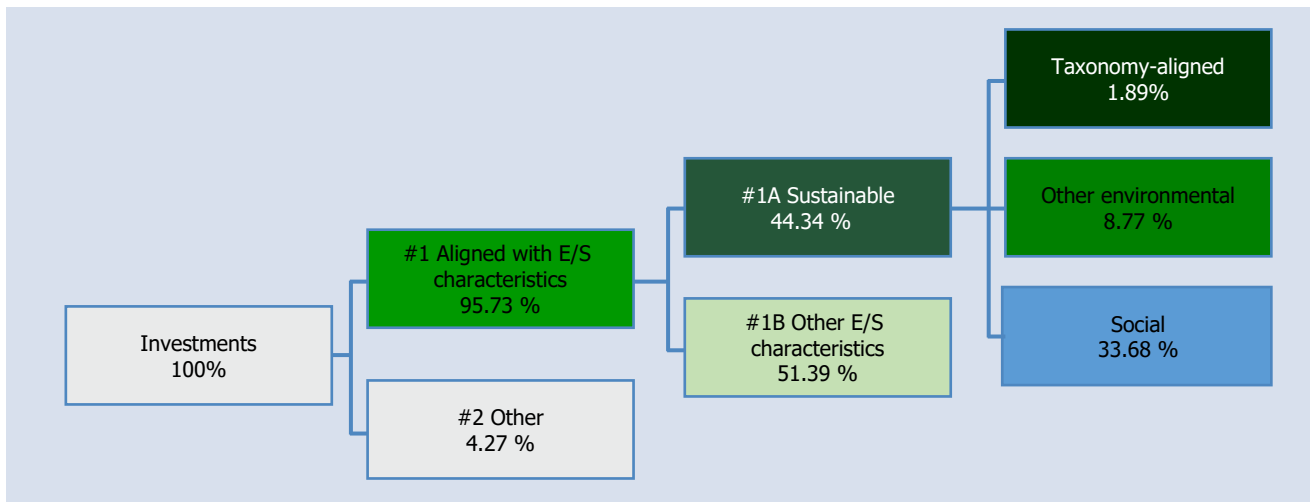 Investments
100%
#1 Aligned with E/S
characteristics
95.73 %
#2 Other
4.27 %
#1A Sustainable
44.34 %
#1B Other E/S
characteristics
51.39 %
Taxonomy-aligned
1.89%
Other environmental
8.77 %
Social
33.68 %